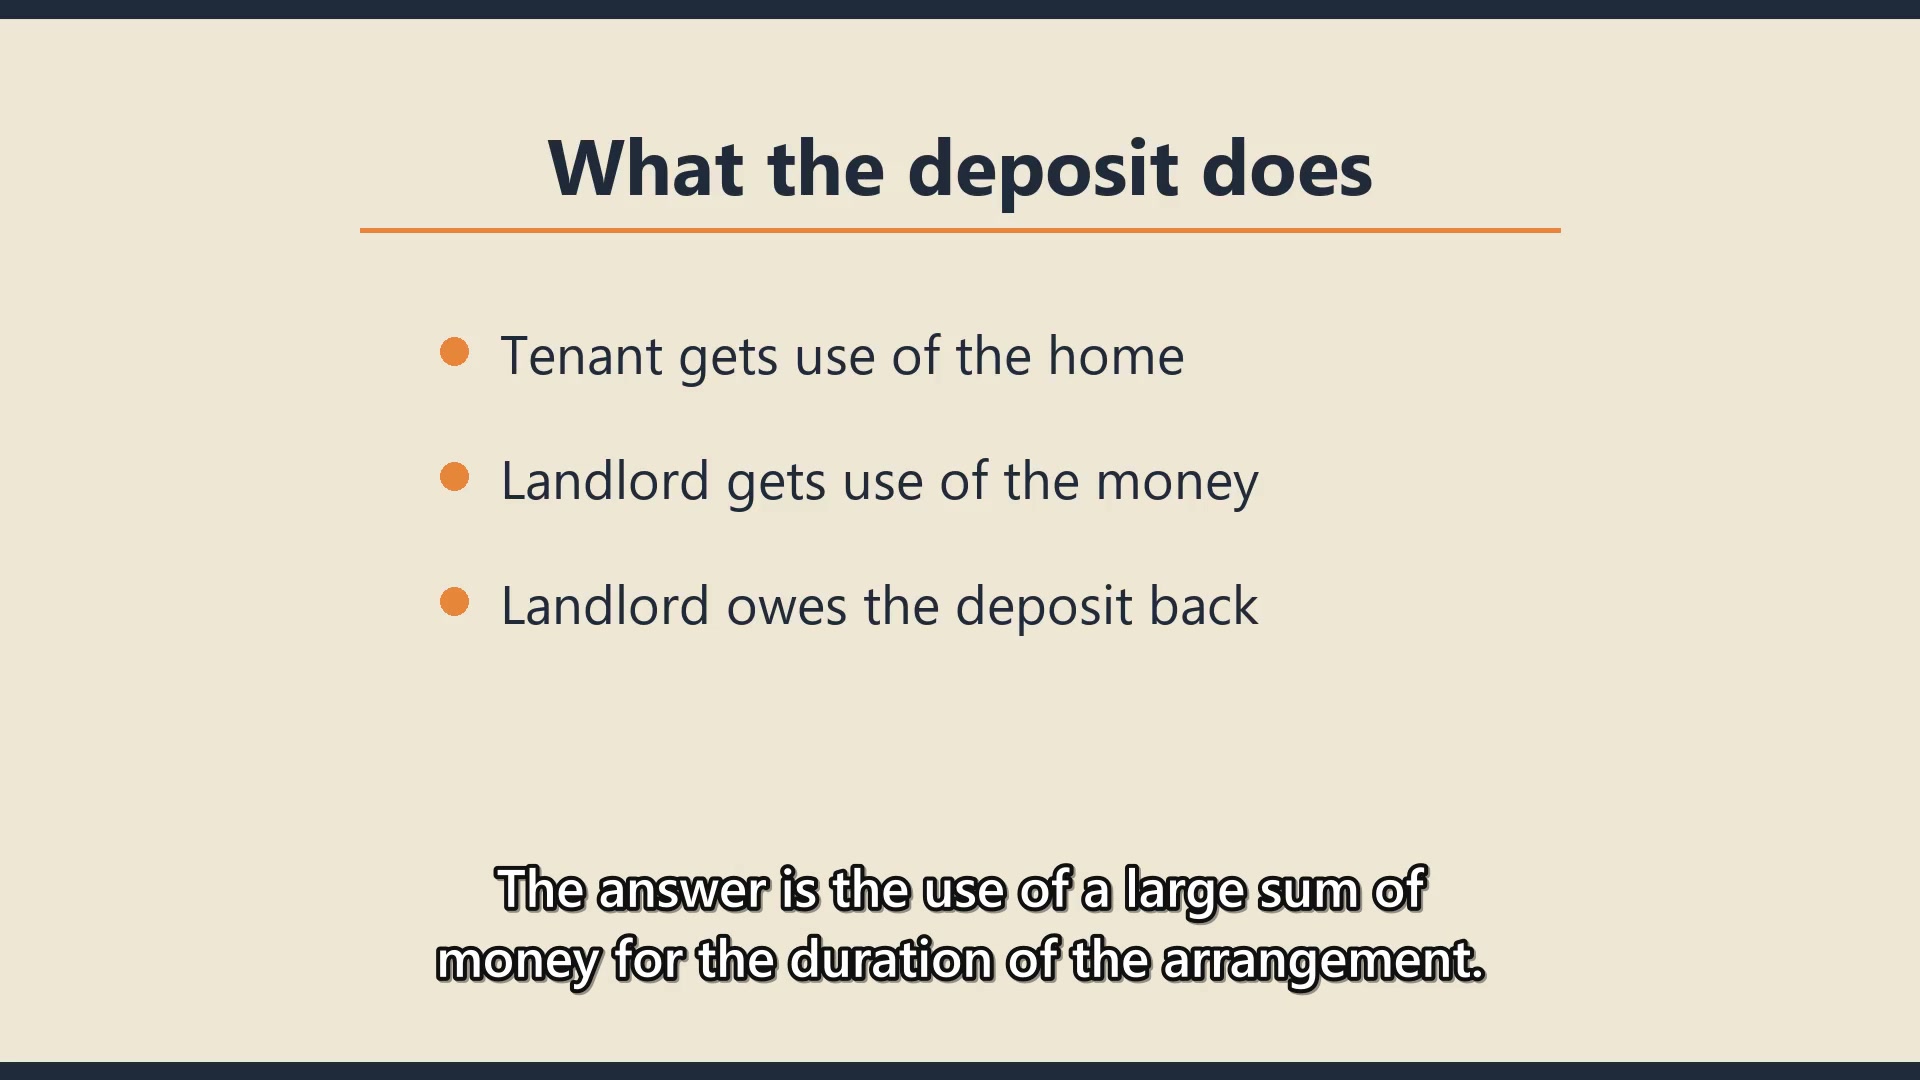 What the deposit does
Tenant gets use of the home
Landlord gets use of the money
Landlord owes the deposit back
The answer is the use of a large sum of
money for the duration of the arrangement.